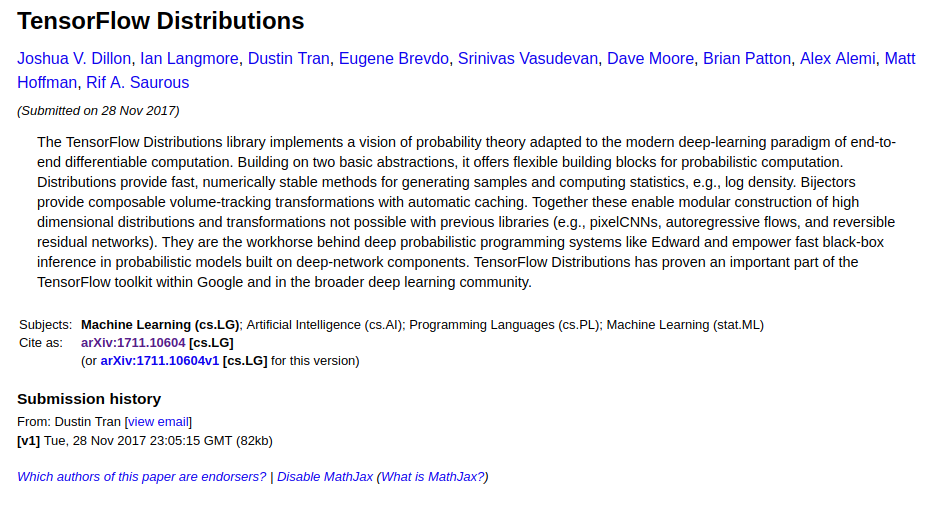 TensorFlow Distributions
Joshua V. Dillon, Ian Langmore, Dustin Tran, Eugene Brevdo, Srinivas Vasudevan, Dave Moore, Brian Patton, Alex Alemi, Matt
Hoffman, Rif A. Saurous
(Submitted on 28 Nov 2017)
The TensorFlow Distributions library implements a vision of probability theory adapted to the modern deep-learning paradigm of end-to-
end differentiable computation. Building on two basic abstractions, it offers flexible building blocks for probabilistic computation.
Distributions provide fast, numerically stable methods for generating samples and computing statistics, e.g., log density. Bijectors
provide composable volume-tracking transformations with automatic caching. Together these enable modular construction of high
dimensional distributions and transformations not possible with previous libraries (e.g., pixelCNNs, autoregressive flows, and reversible
residual networks). They are the workhorse behind deep probabilistic programming systems like Edward and empower fast black-box
inference in probabilistic models built on deep-network components. TensorFlow Distributions has proven an important part of the
TensorFlow toolkit within Google and in the broader deep learning community.
Subjects: Machine Learning (cs.LG); Artificial Intelligence (cs.AI); Programming Languages (cs.PL); Machine Learning (stat.ML)
Cite as: arXiv:1711.10604 [cs.LG]
(or arXiv:1711.10604v1 [cs.LG] for this version)
Submission history
From: Dustin Tran [view email]
[v1] Tue, 28 Nov 2017 23:05:15 GMT (82kb)
Which authors of this paper are endorsers? | Disable MathJax (What is MathJax?)